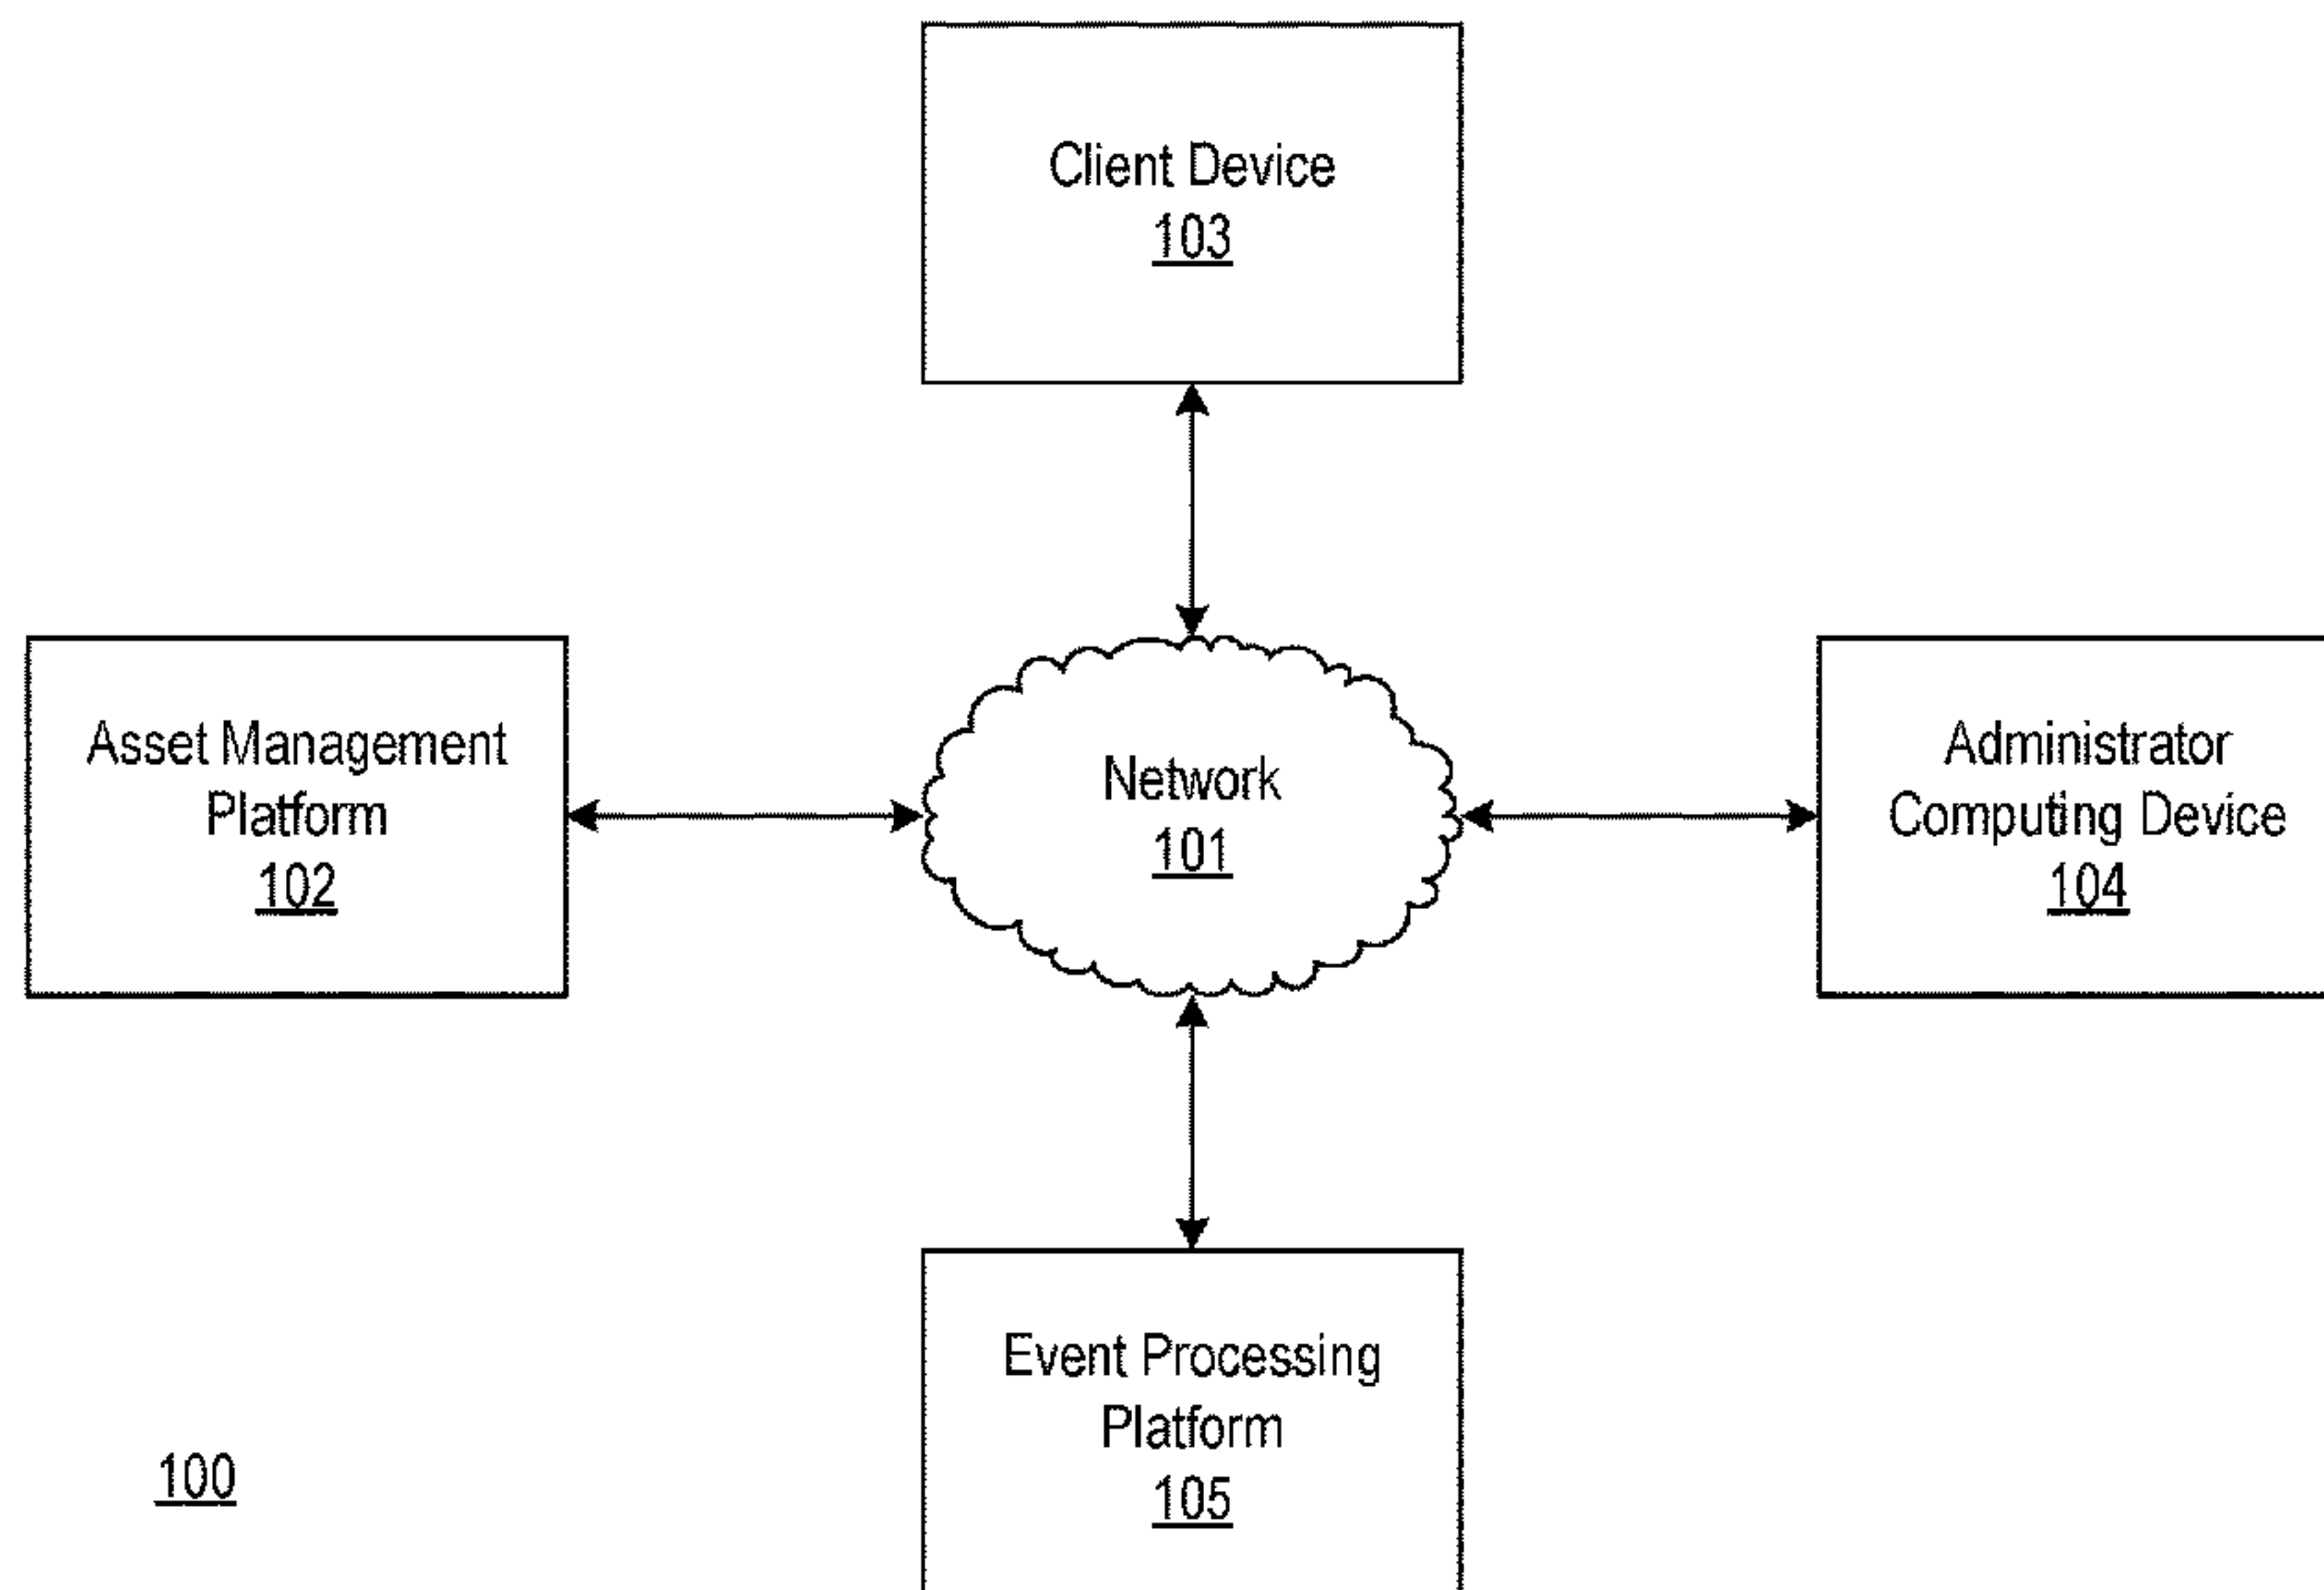 Client Device
103
Asset Management
Platform
102
Network
101
Administrator
Computing Device
104
Event Processing
Platform
105
100